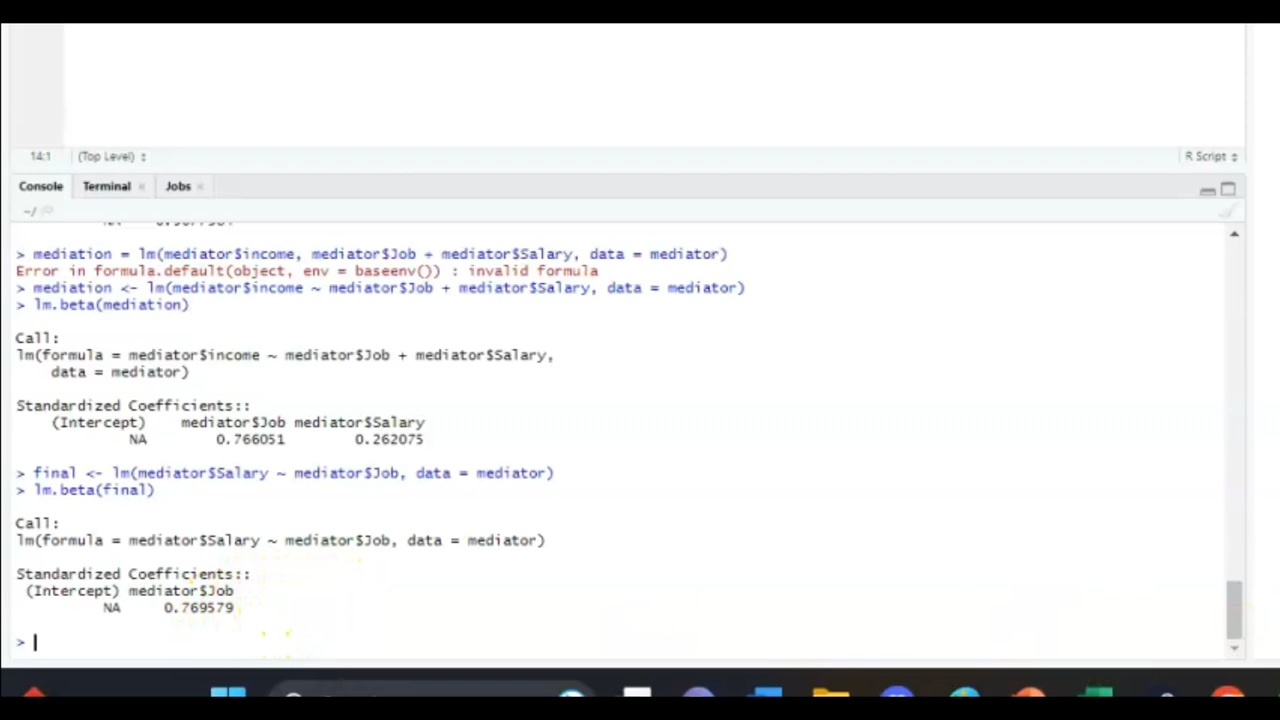 14:1 (Top Level) R Script
Console Terminal Jobs
~/
> mediation = lm(mediator$income, mediator$Job + mediator$Salary, data = mediator)
Error in formula.default(object, env = baseenv()) : invalid formula
> mediation <- lm(mediator$income ~ mediator$Job + mediator$Salary, data = mediator)
> lm.beta(mediation)
Call:
lm(formula = mediator$income ~ mediator$Job + mediator$Salary,
data = mediator)
Standardized Coefficients::
(Intercept) mediator$Job mediator$Salary
NA 0.766051 0.262075
> final <- lm(mediator$Salary ~ mediator$Job, data = mediator)
> lm.beta(final)
Call:
lm(formula = mediator$Salary ~ mediator$Job, data = mediator)
Standardized Coefficients::
(Intercept) mediator$Job
NA 0.769579
>